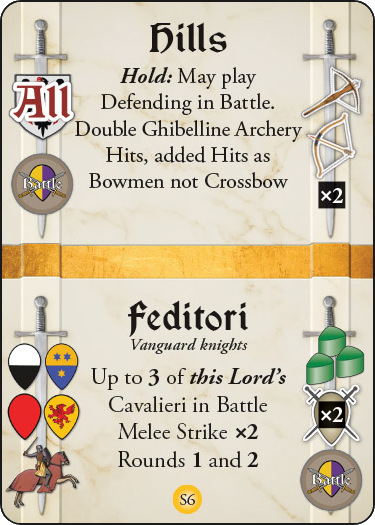 Hills
Hold: May play
All
Defending in Battle.
Double Ghibelline Archery
Hits, added Hits as
Battle
Bowmen not Crossbow
×2
Feditori
Vanguard knights
Up to 3 of this Lord's
Cavalieri in Battle
Melee Strike ×2
×2
Rounds 1 and 2
Battle
S6